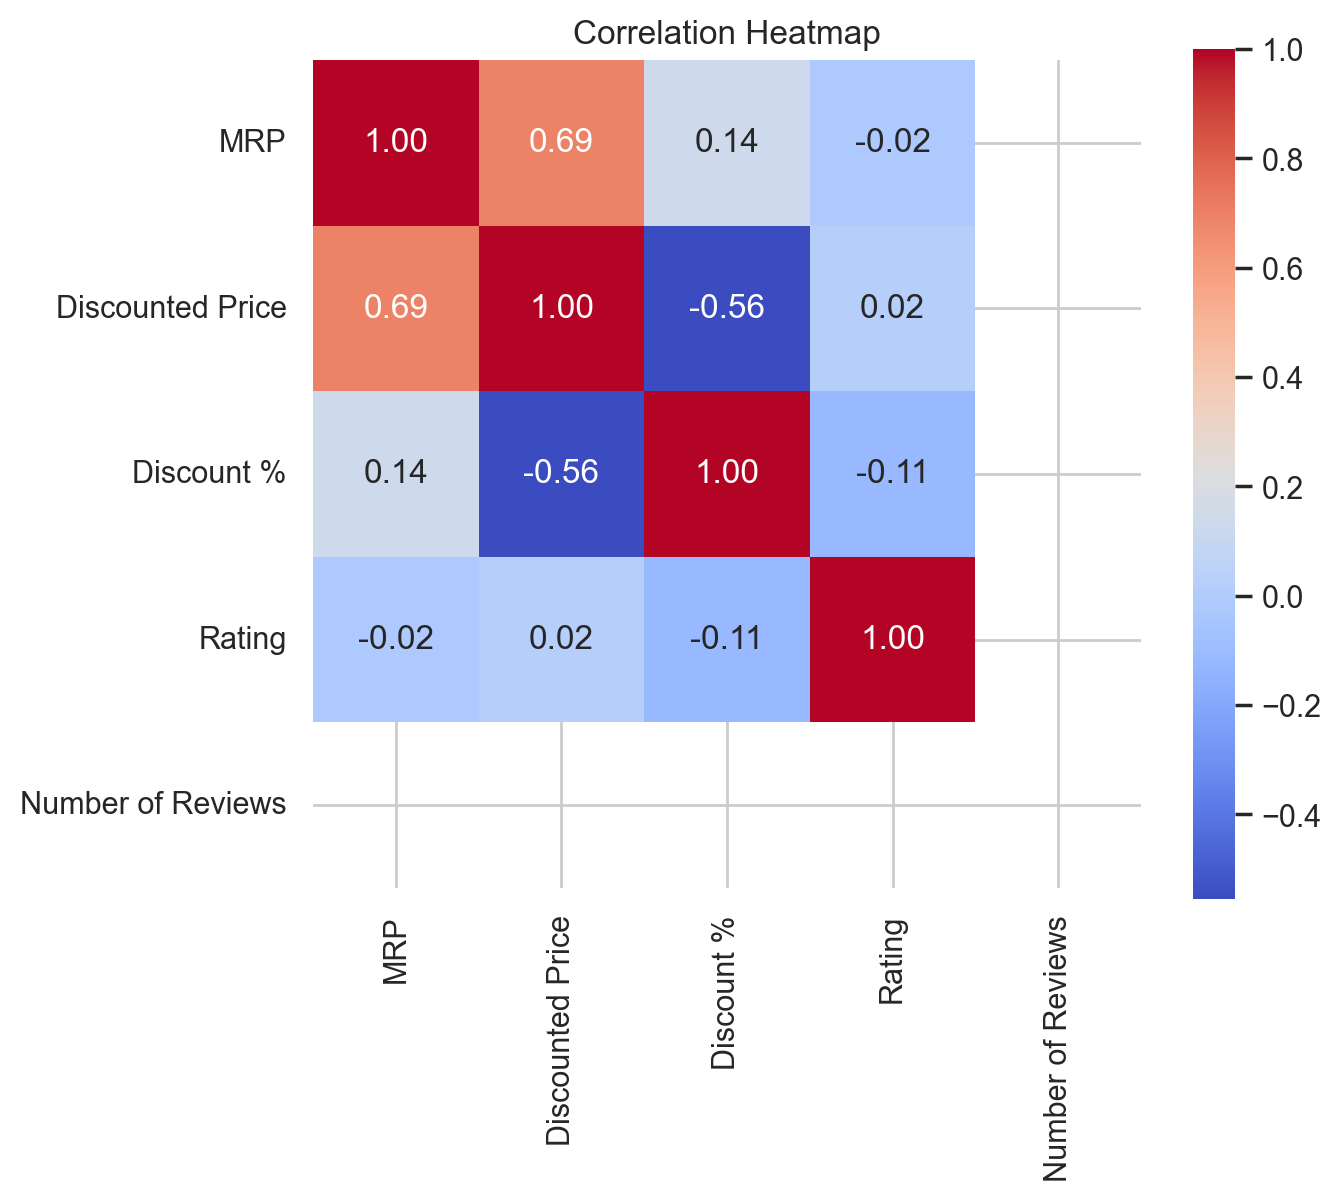 Correlation Heatmap
MRP 1.00 0.69 0.14 -0.02
Discounted Price 0.69 1.00 -0.56 0.02
Discount % 0.14 -0.56 1.00 -0.11
Rating -0.02 0.02 -0.11 1.00
Number of Reviews
MRP
Discounted Price
Discount %
Rating
Number of Reviews
1.0
0.8
0.6
0.4
0.2
0.0
−0.2
−0.4